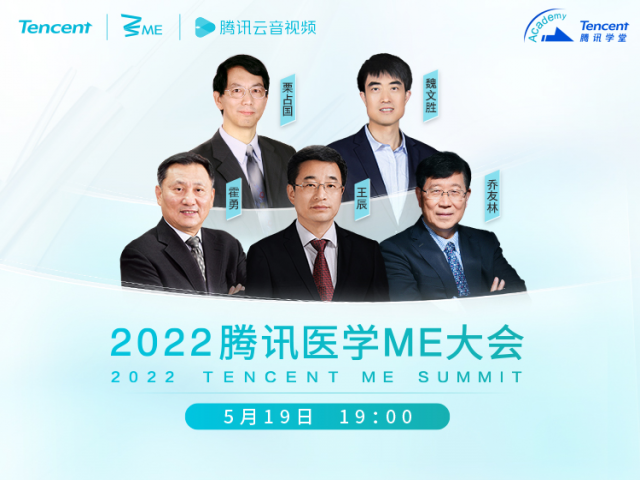 Tencent
ME
腾讯云音视频
Academy
Tencent
腾讯学堂
栗占国
魏文胜
霍勇
王辰
乔友林
2022腾讯医学ME大会
2022 TENCENT ME SUMMIT
5月19日 19:00